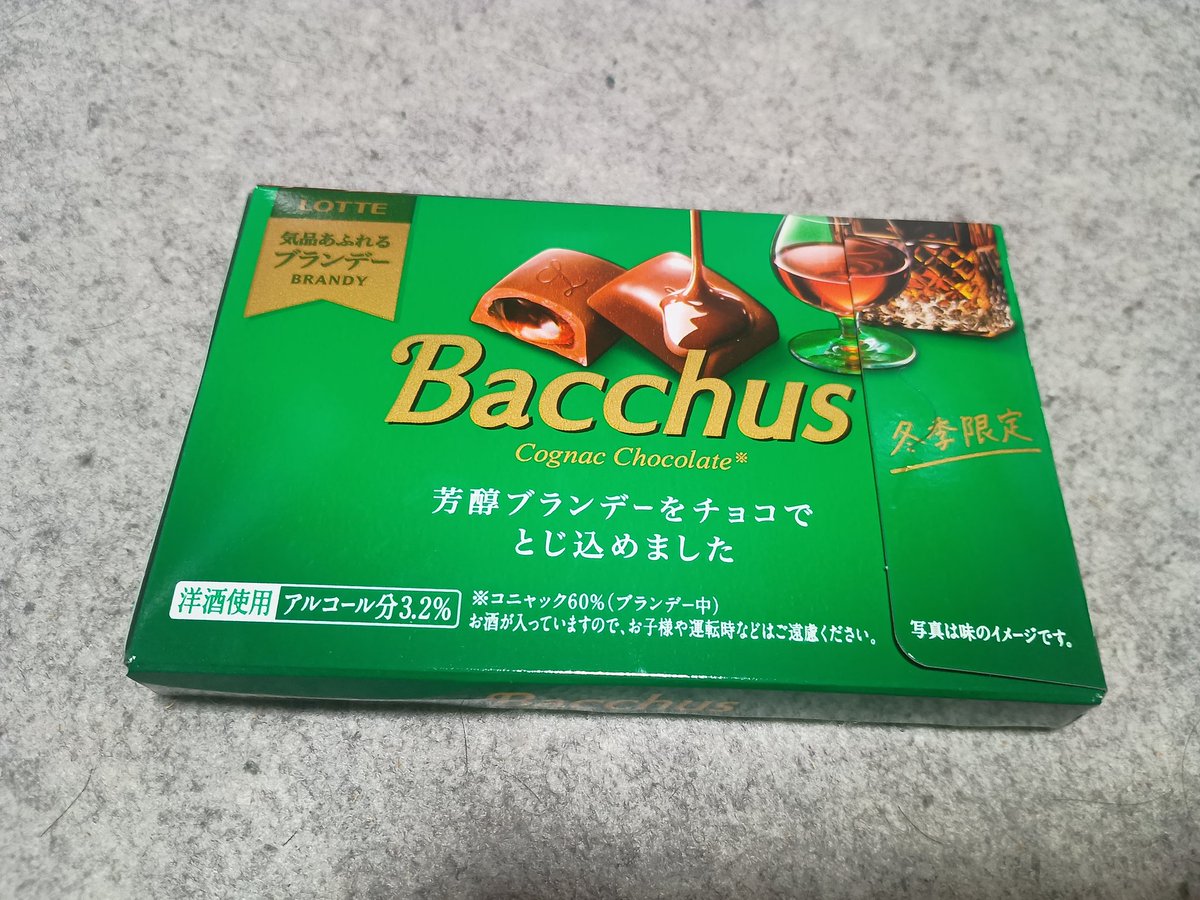 LOTTE
気品あふれる
ブランデー
BRANDY
Bacchus
Cognac Chocolate※
冬季限定
芳醇ブランデーをチョコで
とじ込めました
洋酒使用 アルコール分3.2%
※コニャック60%(ブランデー中)
お酒が入っていますので、お子様や運転時などはご遠慮ください。
写真は味のイメージです。
Bacchus